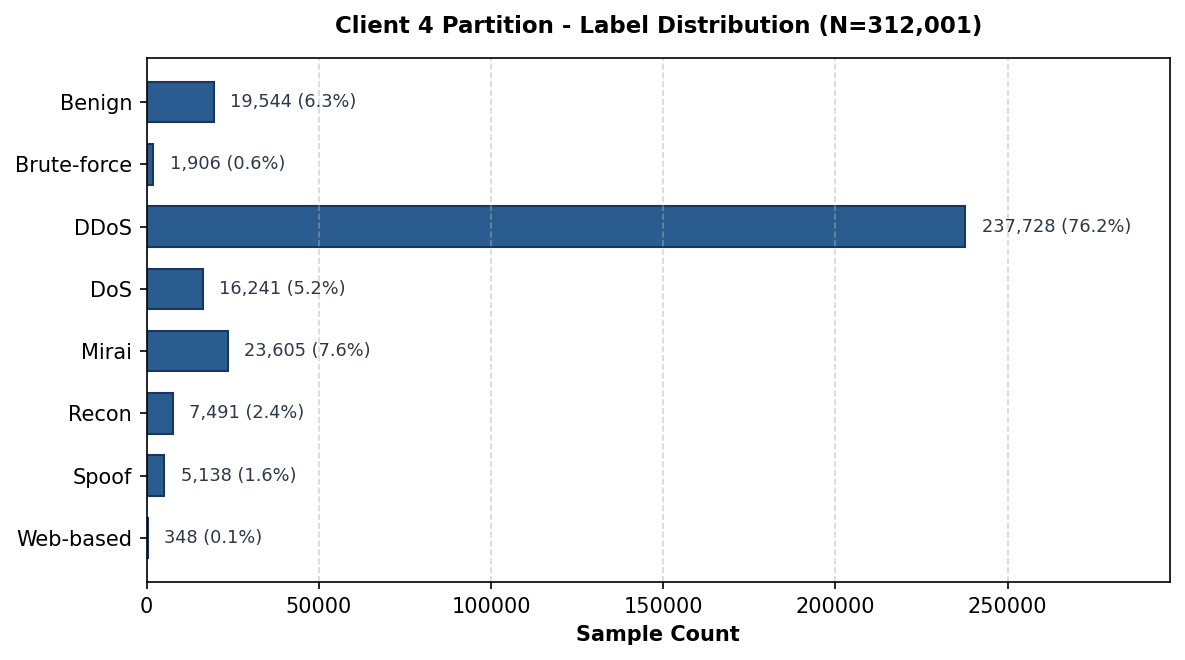 Client 4 Partition - Label Distribution (N=312,001)
Benign 19,544 (6.3%)
Brute-force 1,906 (0.6%)
DDoS 237,728 (76.2%)
DoS 16,241 (5.2%)
Mirai 23,605 (7.6%)
Recon 7,491 (2.4%)
Spoof 5,138 (1.6%)
Web-based 348 (0.1%)
0 50000 100000 150000 200000 250000
Sample Count